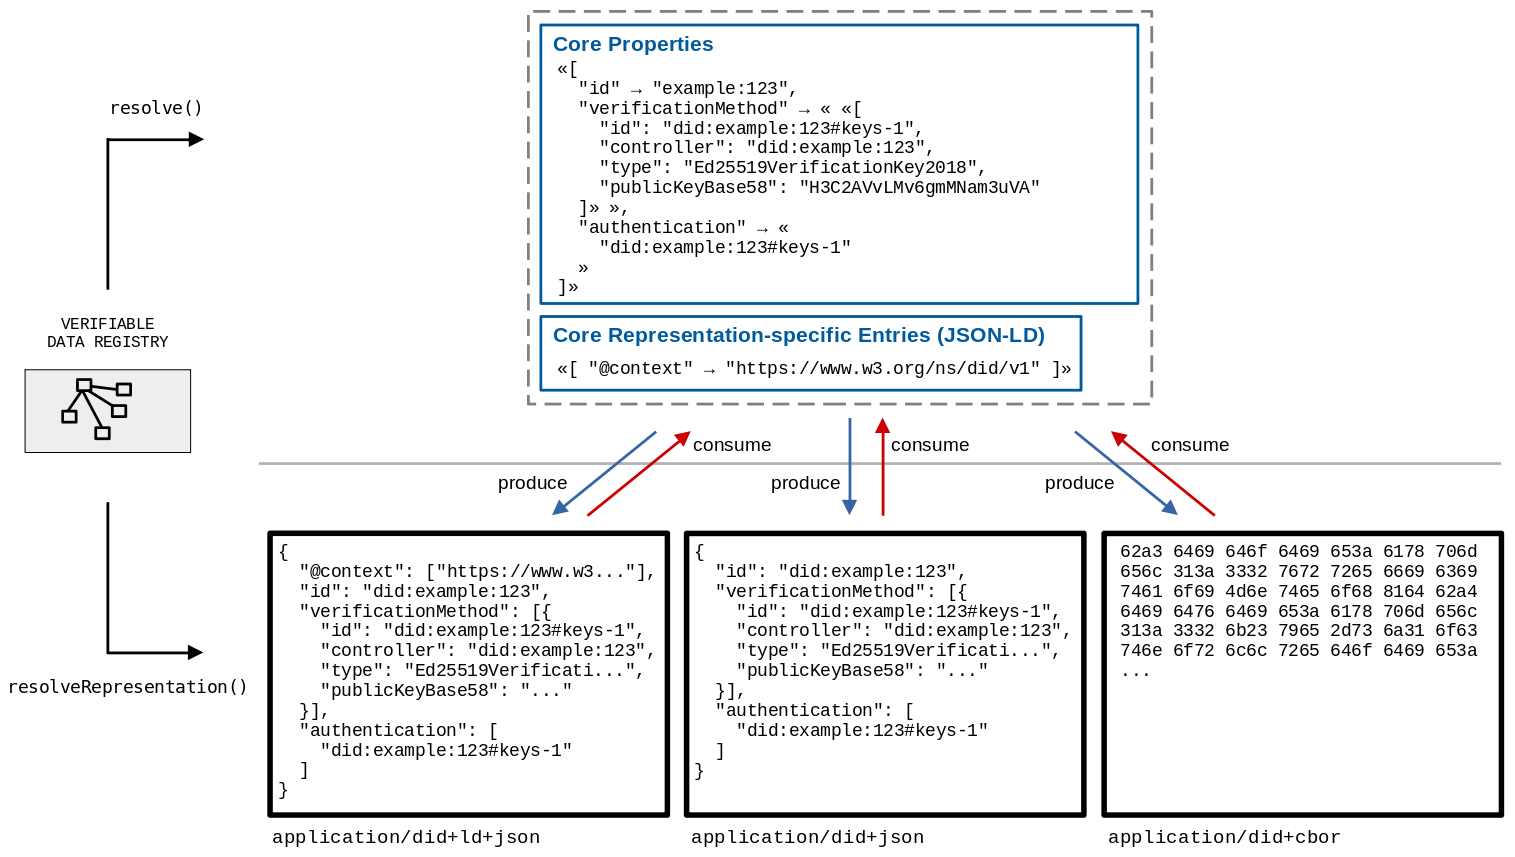 resolve()
VERIFIABLE
DATA REGISTRY
resolveRepresentation()
Core Properties
«[
  "id" → "example:123",
  "verificationMethod" → « «[
    "id": "did:example:123#keys-1",
    "controller": "did:example:123",
    "type": "Ed25519VerificationKey2018",
    "publicKeyBase58": "H3C2AVvLMv6gmMNam3uVA"
  ]» »,
  "authentication" → «
    "did:example:123#keys-1"
  »
]»
Core Representation-specific Entries (JSON-LD)
«[ "@context" → "https://www.w3.org/ns/did/v1" ]»
produce
consume
produce
consume
produce
consume
{
  "@context": ["https://www.w3..."],
  "id": "did:example:123",
  "verificationMethod": [{
    "id": "did:example:123#keys-1",
    "controller": "did:example:123",
    "type": "Ed25519Verificati...",
    "publicKeyBase58": "..."
  }],
  "authentication": [
    "did:example:123#keys-1"
  ]
}
application/did+ld+json
{
  "id": "did:example:123",
  "verificationMethod": [{
    "id": "did:example:123#keys-1",
    "controller": "did:example:123",
    "type": "Ed25519Verificati...",
    "publicKeyBase58": "..."
  }],
  "authentication": [
    "did:example:123#keys-1"
  ]
}
application/did+json
62a3 6469 646f 6469 653a 6178 706d
656c 313a 3332 7672 7265 6669 6369
7461 6f69 4d6e 7465 6f68 8164 62a4
6469 6476 6469 653a 6178 706d 656c
313a 3332 6b23 7965 2d73 6a31 6f63
746e 6f72 6c6c 7265 646f 6469 653a
...
application/did+cbor